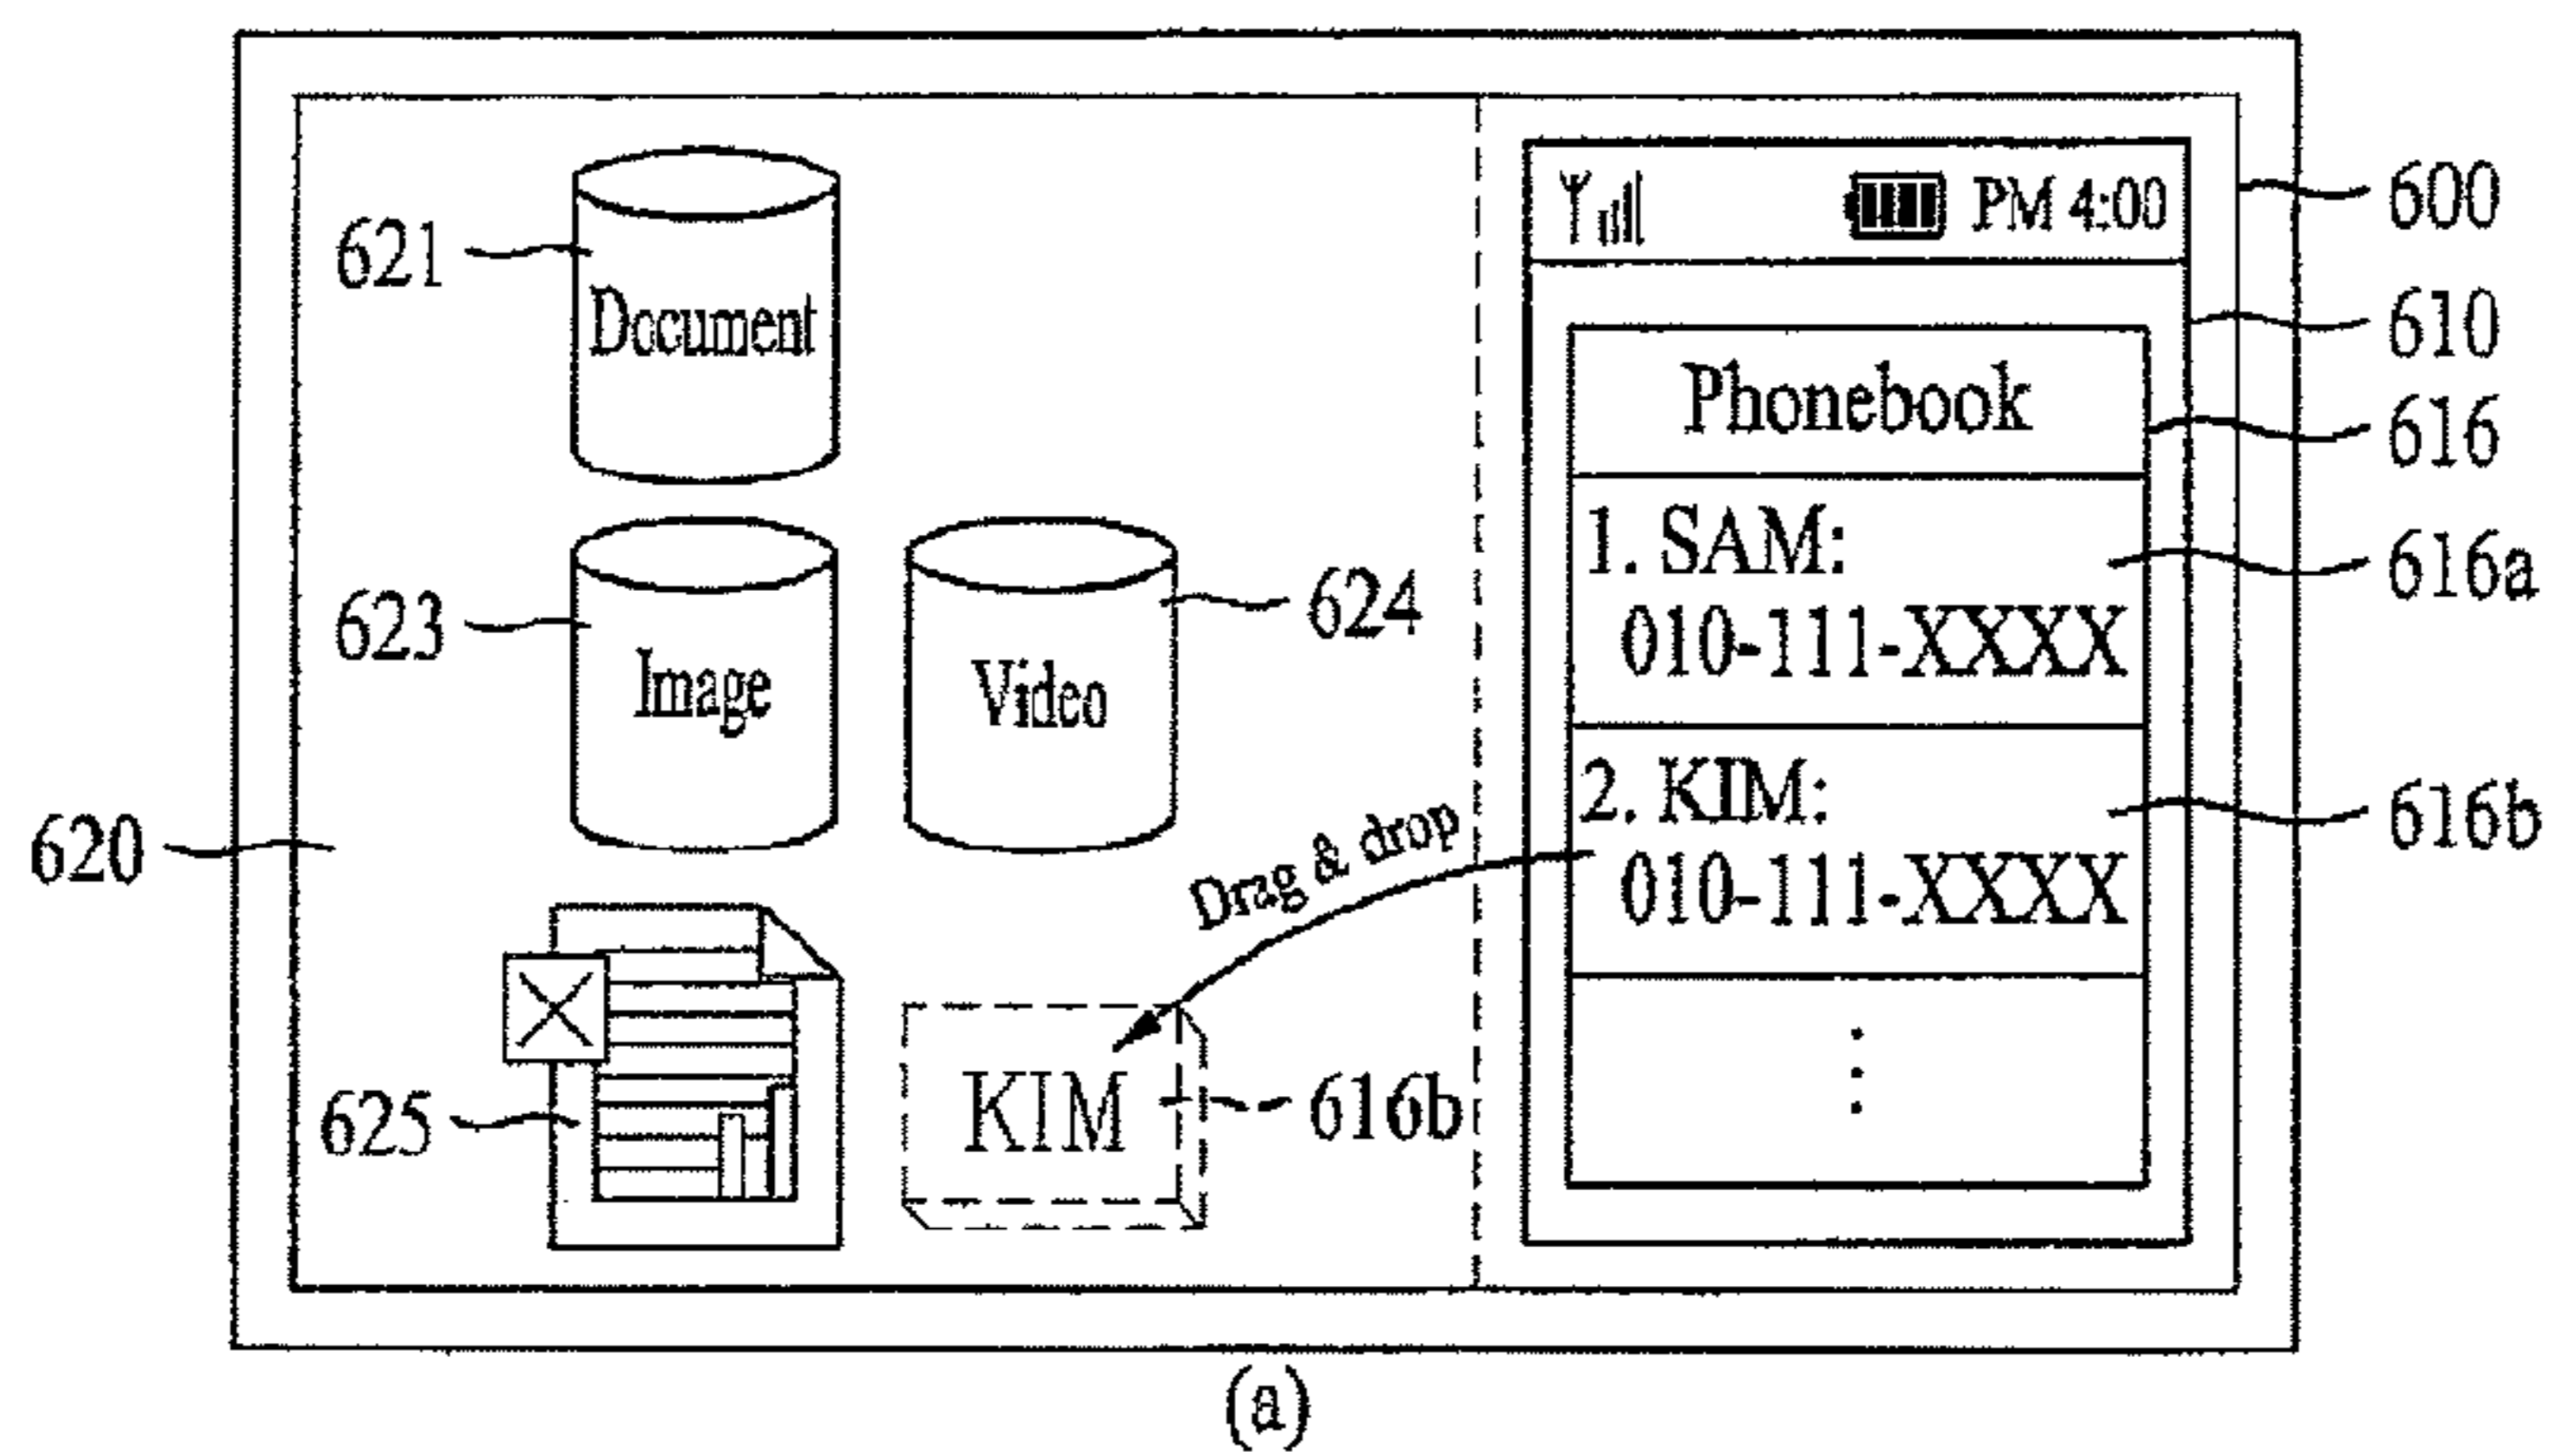 PM 4:00
600
621
Document
610
Phonebook
616
1. SAM:
616a
010-111-XXXX
623
Image
624
Video
2. KIM:
616b
010-111-XXXX
620
Drag & drop
625
KIM
616b
(a)